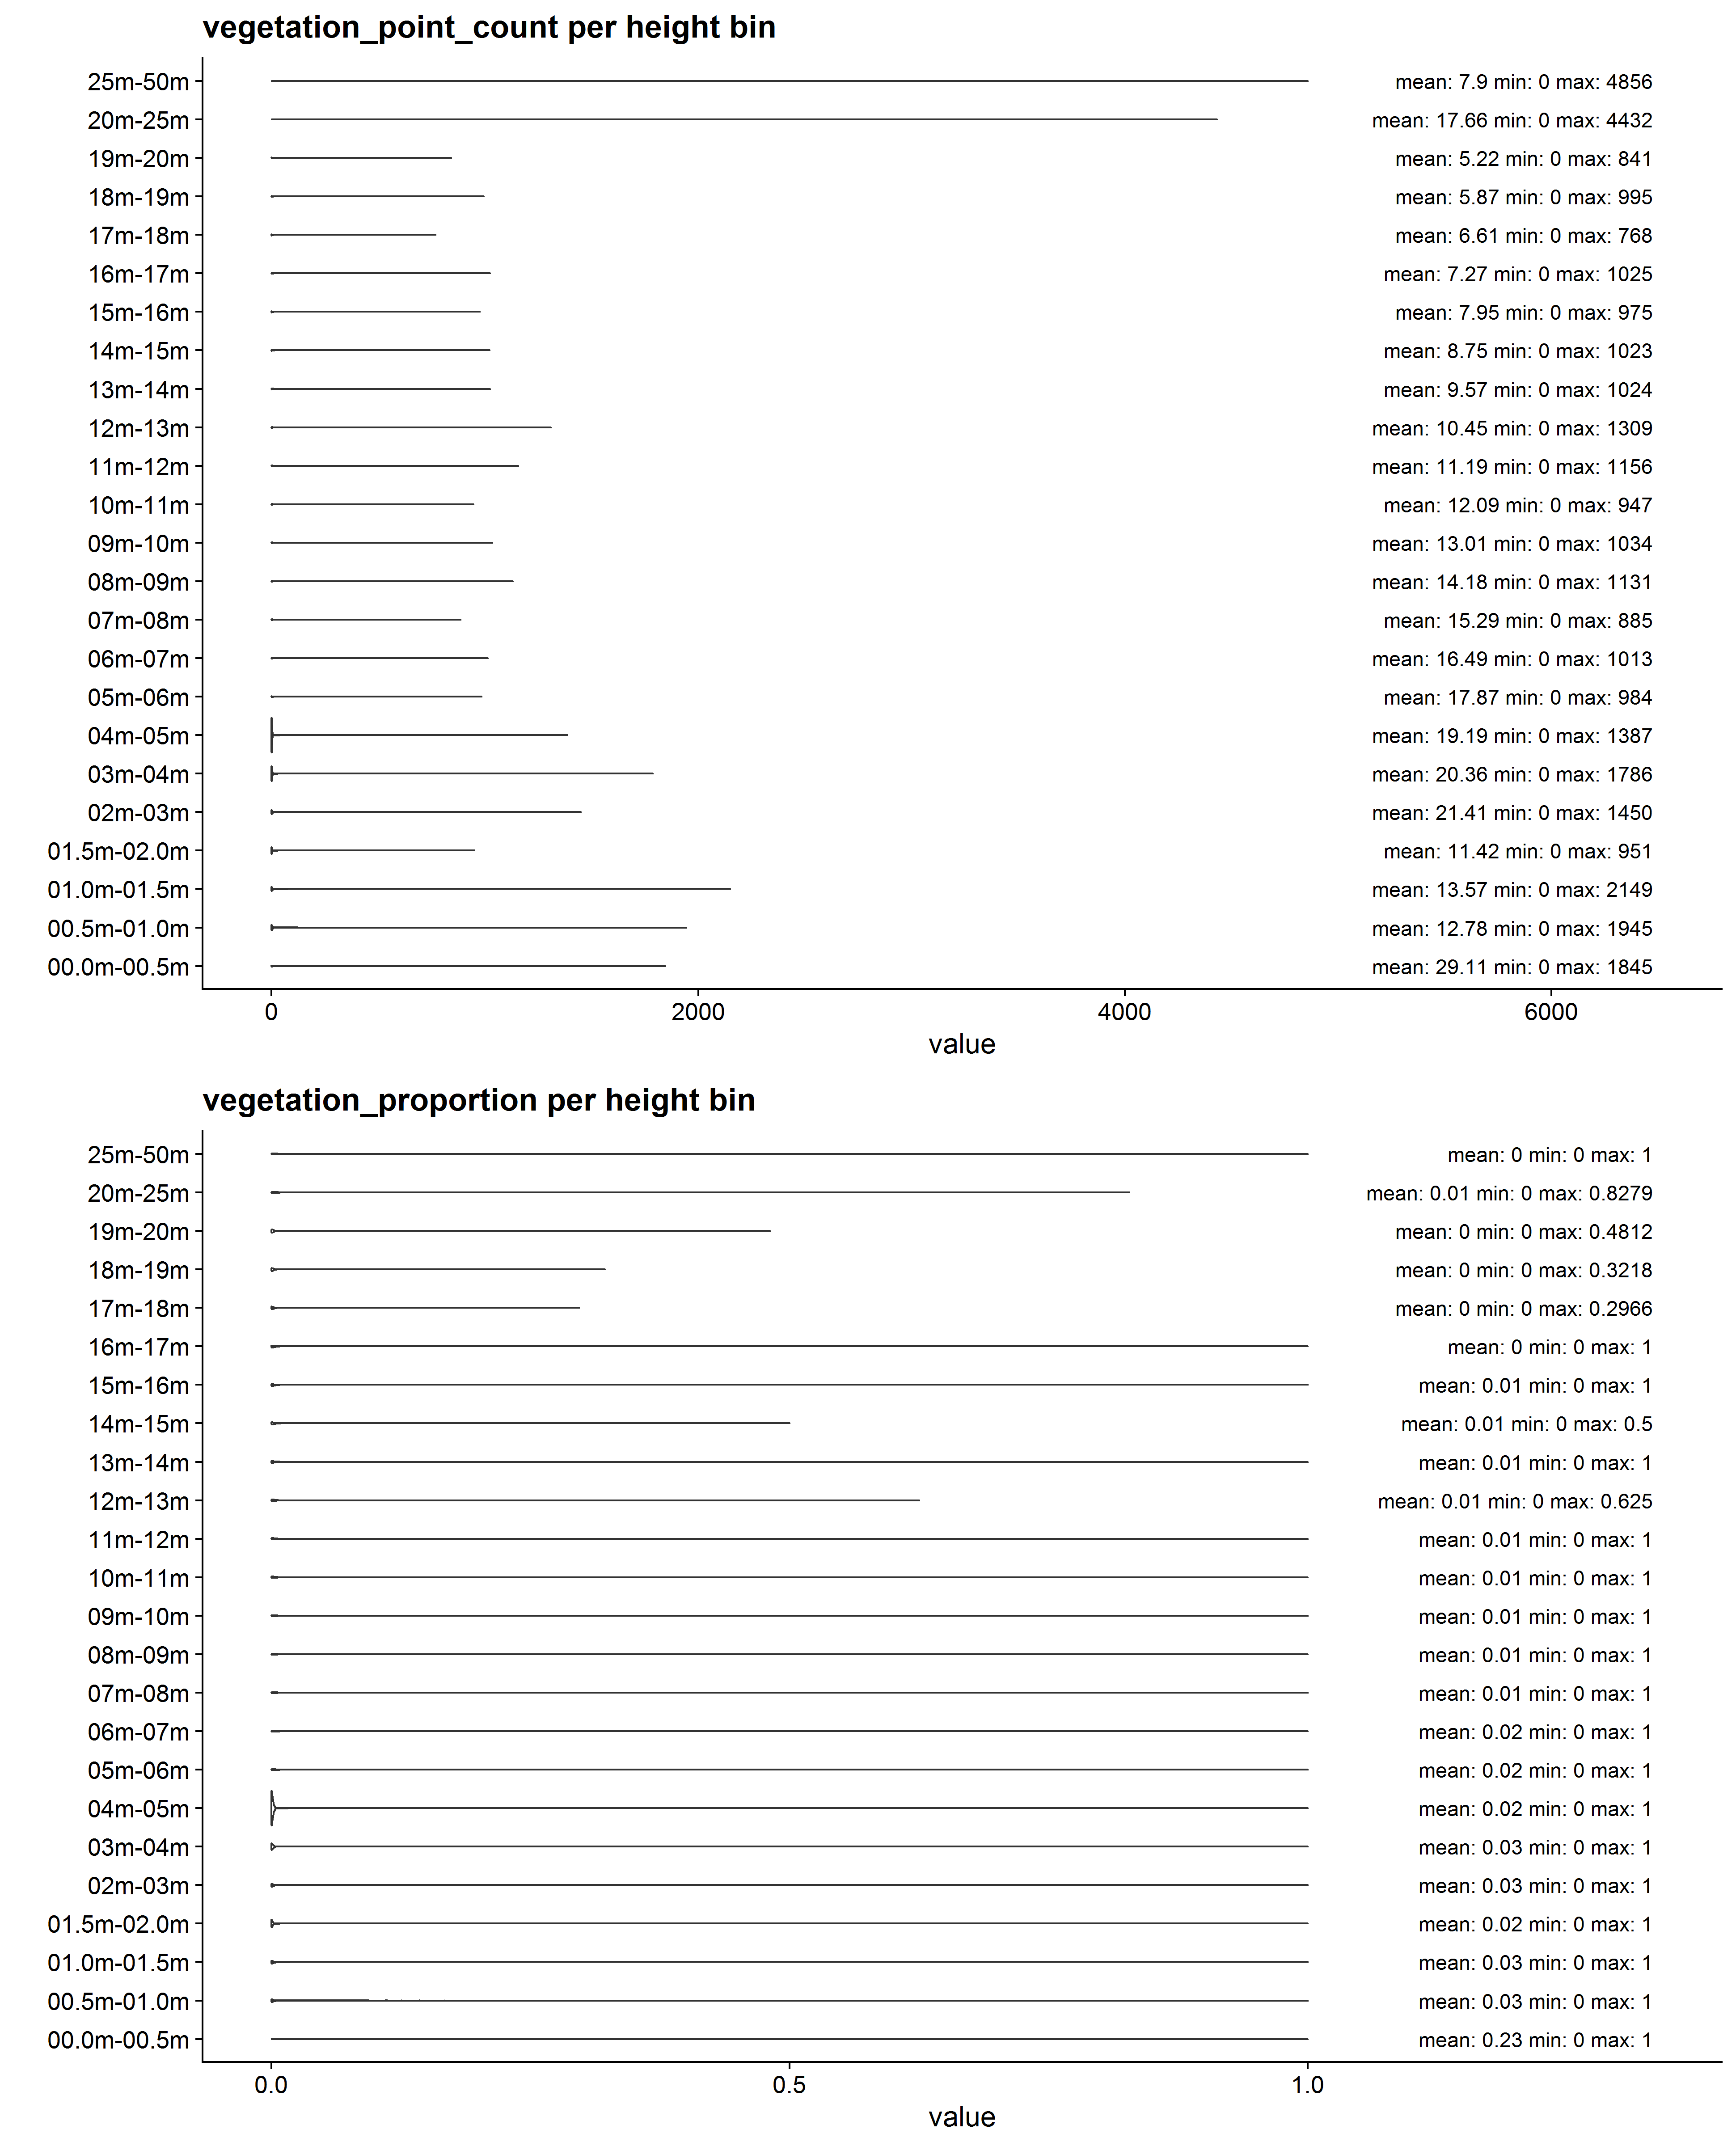 vegetation_point_count per height bin
25m-50m mean: 7.9 min: 0 max: 4856
20m-25m mean: 17.66 min: 0 max: 4432
19m-20m mean: 5.22 min: 0 max: 841
18m-19m mean: 5.87 min: 0 max: 995
17m-18m mean: 6.61 min: 0 max: 768
16m-17m mean: 7.27 min: 0 max: 1025
15m-16m mean: 7.95 min: 0 max: 975
14m-15m mean: 8.75 min: 0 max: 1023
13m-14m mean: 9.57 min: 0 max: 1024
12m-13m mean: 10.45 min: 0 max: 1309
11m-12m mean: 11.19 min: 0 max: 1156
10m-11m mean: 12.09 min: 0 max: 947
09m-10m mean: 13.01 min: 0 max: 1034
08m-09m mean: 14.18 min: 0 max: 1131
07m-08m mean: 15.29 min: 0 max: 885
06m-07m mean: 16.49 min: 0 max: 1013
05m-06m mean: 17.87 min: 0 max: 984
04m-05m mean: 19.19 min: 0 max: 1387
03m-04m mean: 20.36 min: 0 max: 1786
02m-03m mean: 21.41 min: 0 max: 1450
01.5m-02.0m mean: 11.42 min: 0 max: 951
01.0m-01.5m mean: 13.57 min: 0 max: 2149
00.5m-01.0m mean: 12.78 min: 0 max: 1945
00.0m-00.5m mean: 29.11 min: 0 max: 1845
0 2000 4000 6000
value
vegetation_proportion per height bin
25m-50m mean: 0 min: 0 max: 1
20m-25m mean: 0.01 min: 0 max: 0.8279
19m-20m mean: 0 min: 0 max: 0.4812
18m-19m mean: 0 min: 0 max: 0.3218
17m-18m mean: 0 min: 0 max: 0.2966
16m-17m mean: 0 min: 0 max: 1
15m-16m mean: 0.01 min: 0 max: 1
14m-15m mean: 0.01 min: 0 max: 0.5
13m-14m mean: 0.01 min: 0 max: 1
12m-13m mean: 0.01 min: 0 max: 0.625
11m-12m mean: 0.01 min: 0 max: 1
10m-11m mean: 0.01 min: 0 max: 1
09m-10m mean: 0.01 min: 0 max: 1
08m-09m mean: 0.01 min: 0 max: 1
07m-08m mean: 0.01 min: 0 max: 1
06m-07m mean: 0.02 min: 0 max: 1
05m-06m mean: 0.02 min: 0 max: 1
04m-05m mean: 0.02 min: 0 max: 1
03m-04m mean: 0.03 min: 0 max: 1
02m-03m mean: 0.03 min: 0 max: 1
01.5m-02.0m mean: 0.02 min: 0 max: 1
01.0m-01.5m mean: 0.03 min: 0 max: 1
00.5m-01.0m mean: 0.03 min: 0 max: 1
00.0m-00.5m mean: 0.23 min: 0 max: 1
0.0 0.5 1.0
value